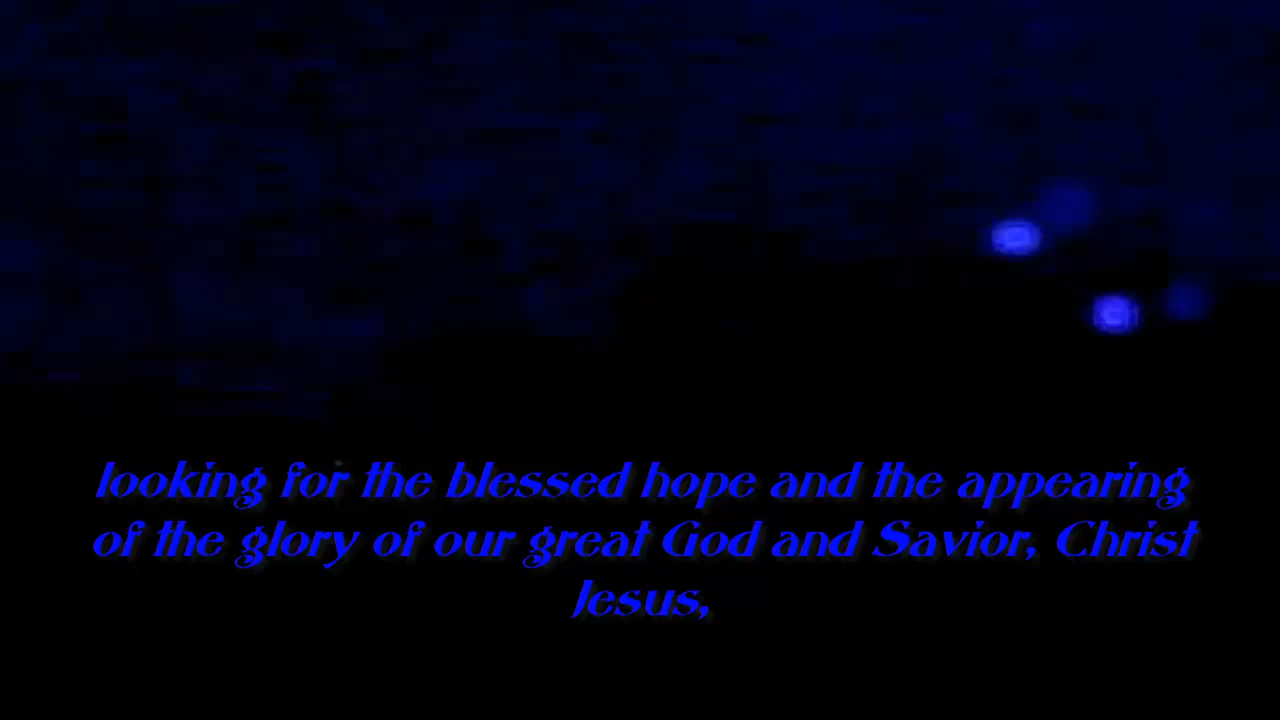 looking for the blessed hope and the appearing
of the glory of our great God and Savior, Christ
Jesus,